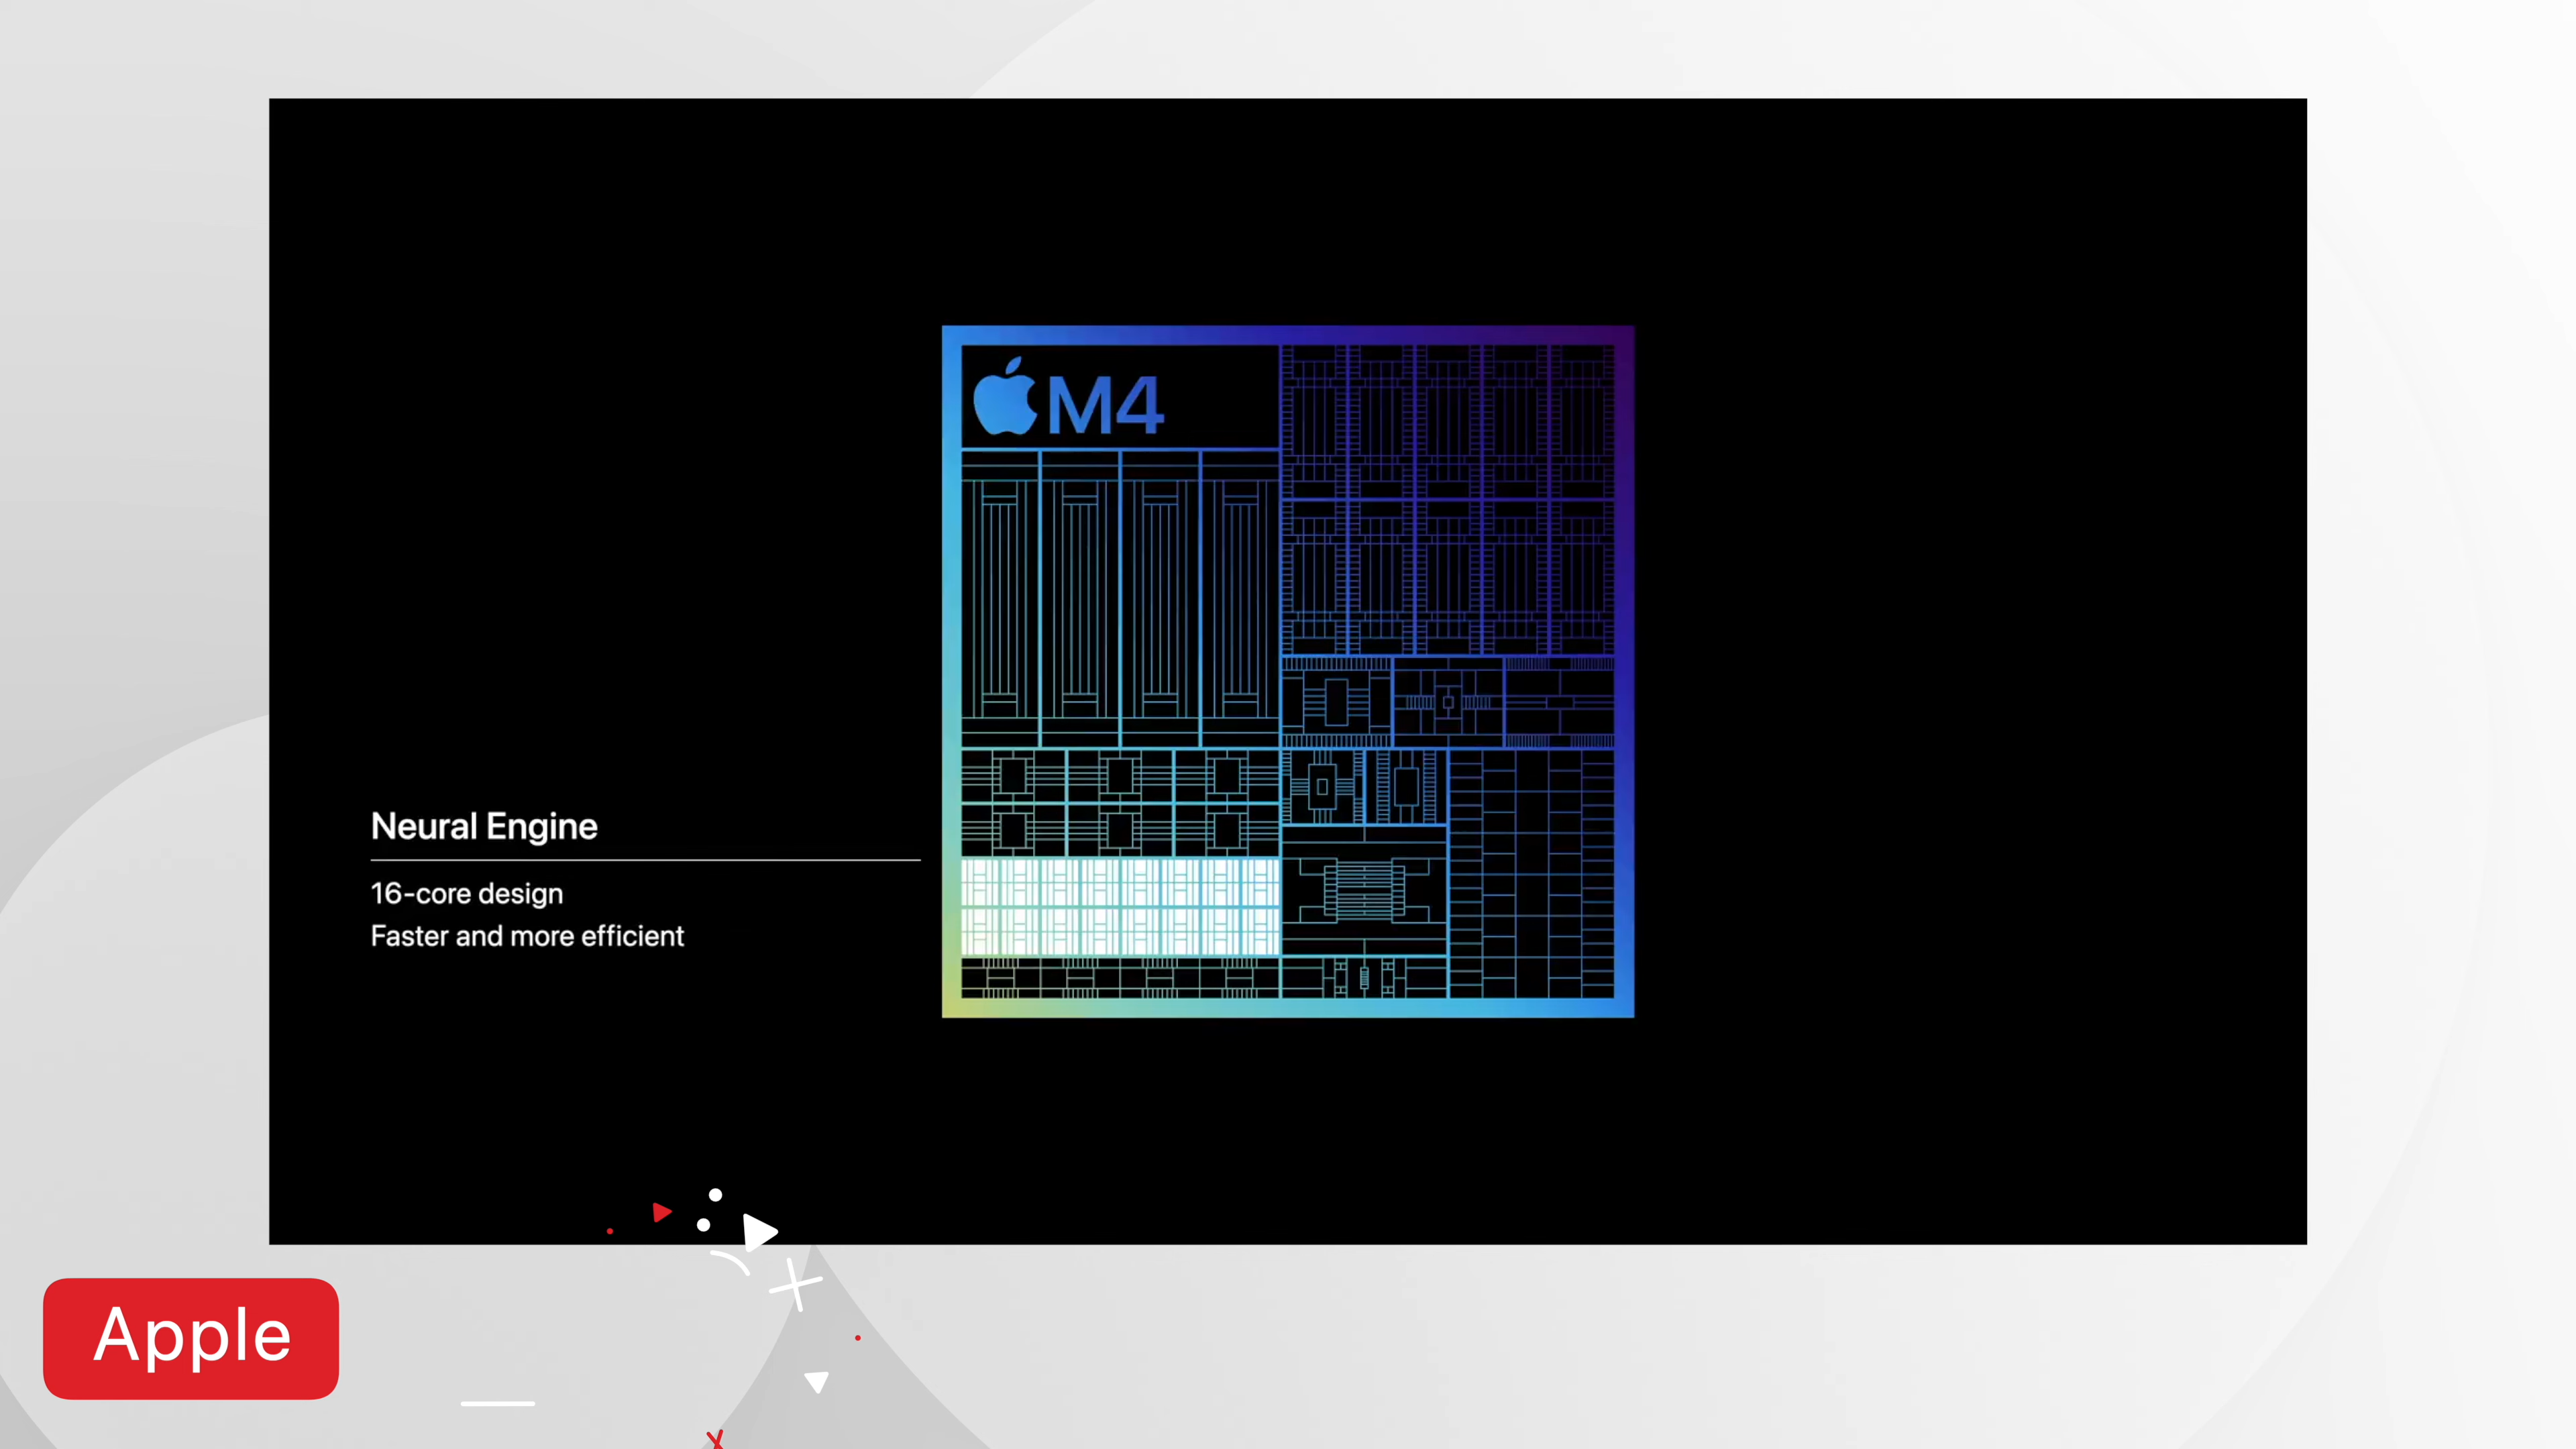 M4
Neural Engine
16-core design
Faster and more efficient
Apple